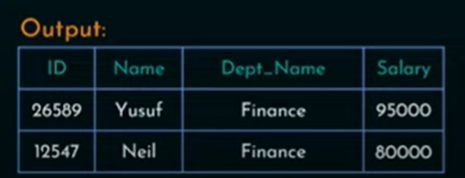 Output:
ID Name Dept_Name Salary
26589 Yusuf Finance 95000
12547 Neil Finance 80000